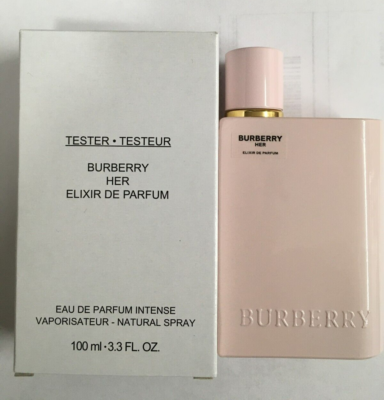 TESTER • TESTEUR
BURBERRY
HER
ELIXIR DE PARFUM
EAU DE PARFUM INTENSE
VAPORISATEUR - NATURAL SPRAY
100 ml • 3.3 FL. OZ.
BURBERRY
HER
ELIXIR DE PARFUM
BURBERRY